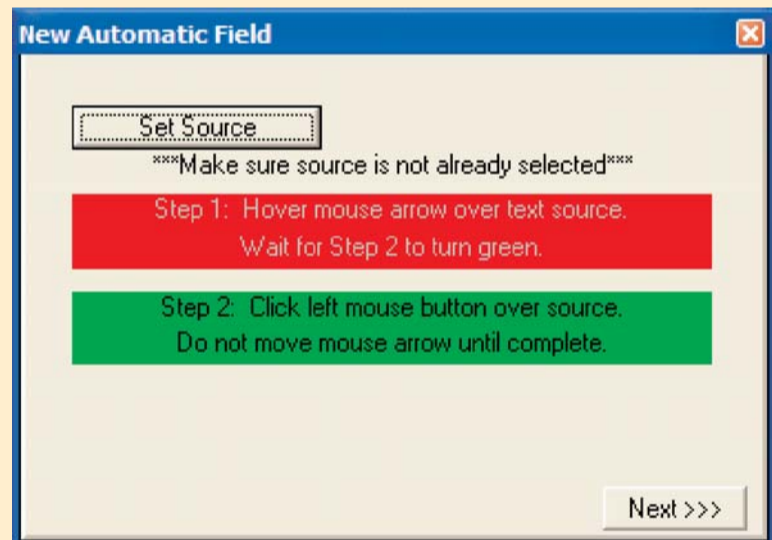 New Automatic Field
Set Source
***Make sure source is not already selected***
Step 1: Hover mouse arrow over text source.
Wait for Step 2 to turn green.
Step 2: Click left mouse button over source.
Do not move mouse arrow until complete.
Next >>>